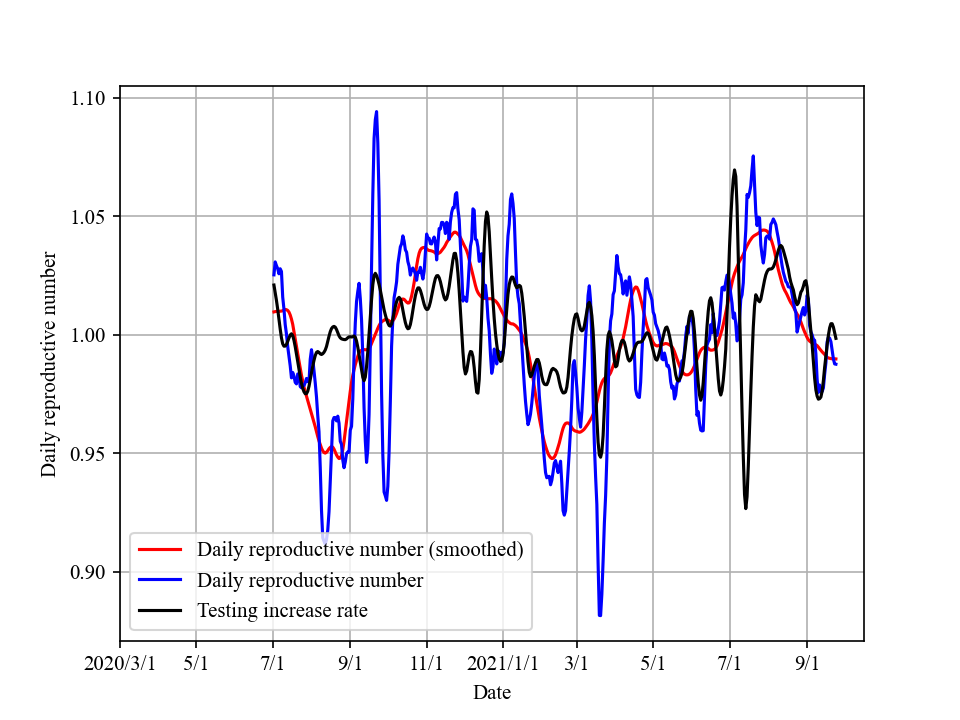 1.10
1.05
1.00
0.95
0.90
Daily reproductive number
Daily reproductive number (smoothed)
Daily reproductive number
Testing increase rate
2020/3/1 5/1 7/1 9/1 11/1 2021/1/1 3/1 5/1 7/1 9/1
Date